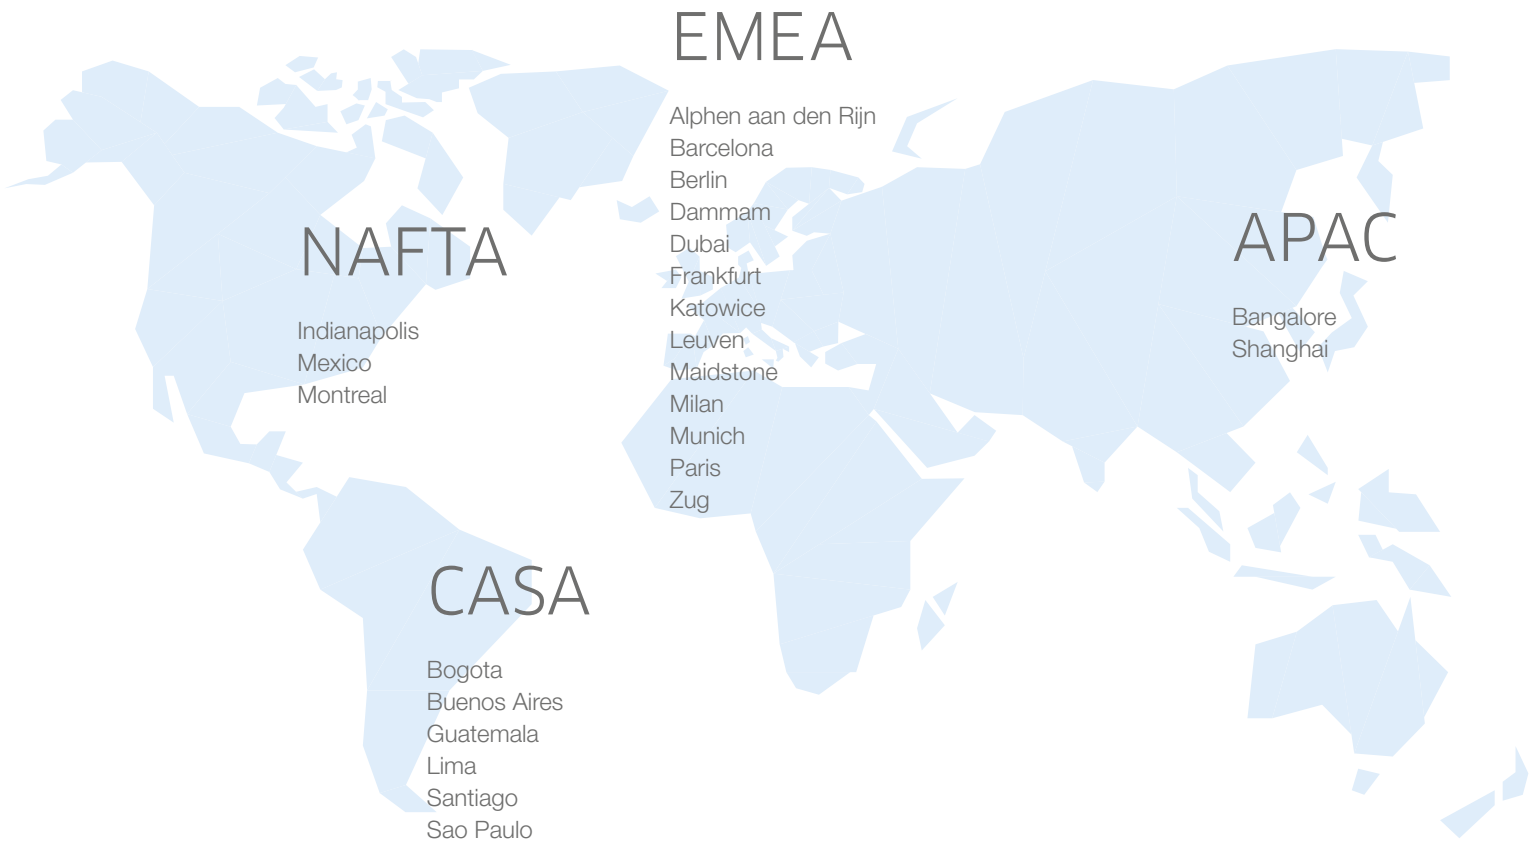 EMEA
Alphen aan den Rijn
Barcelona
Berlin
Dammam
Dubai
Frankfurt
Katowice
Leuven
Maidstone
Milan
Munich
Paris
Zug
NAFTA
Indianapolis
Mexico
Montreal
APAC
Bangalore
Shanghai
CASA
Bogota
Buenos Aires
Guatemala
Lima
Santiago
Sao Paulo